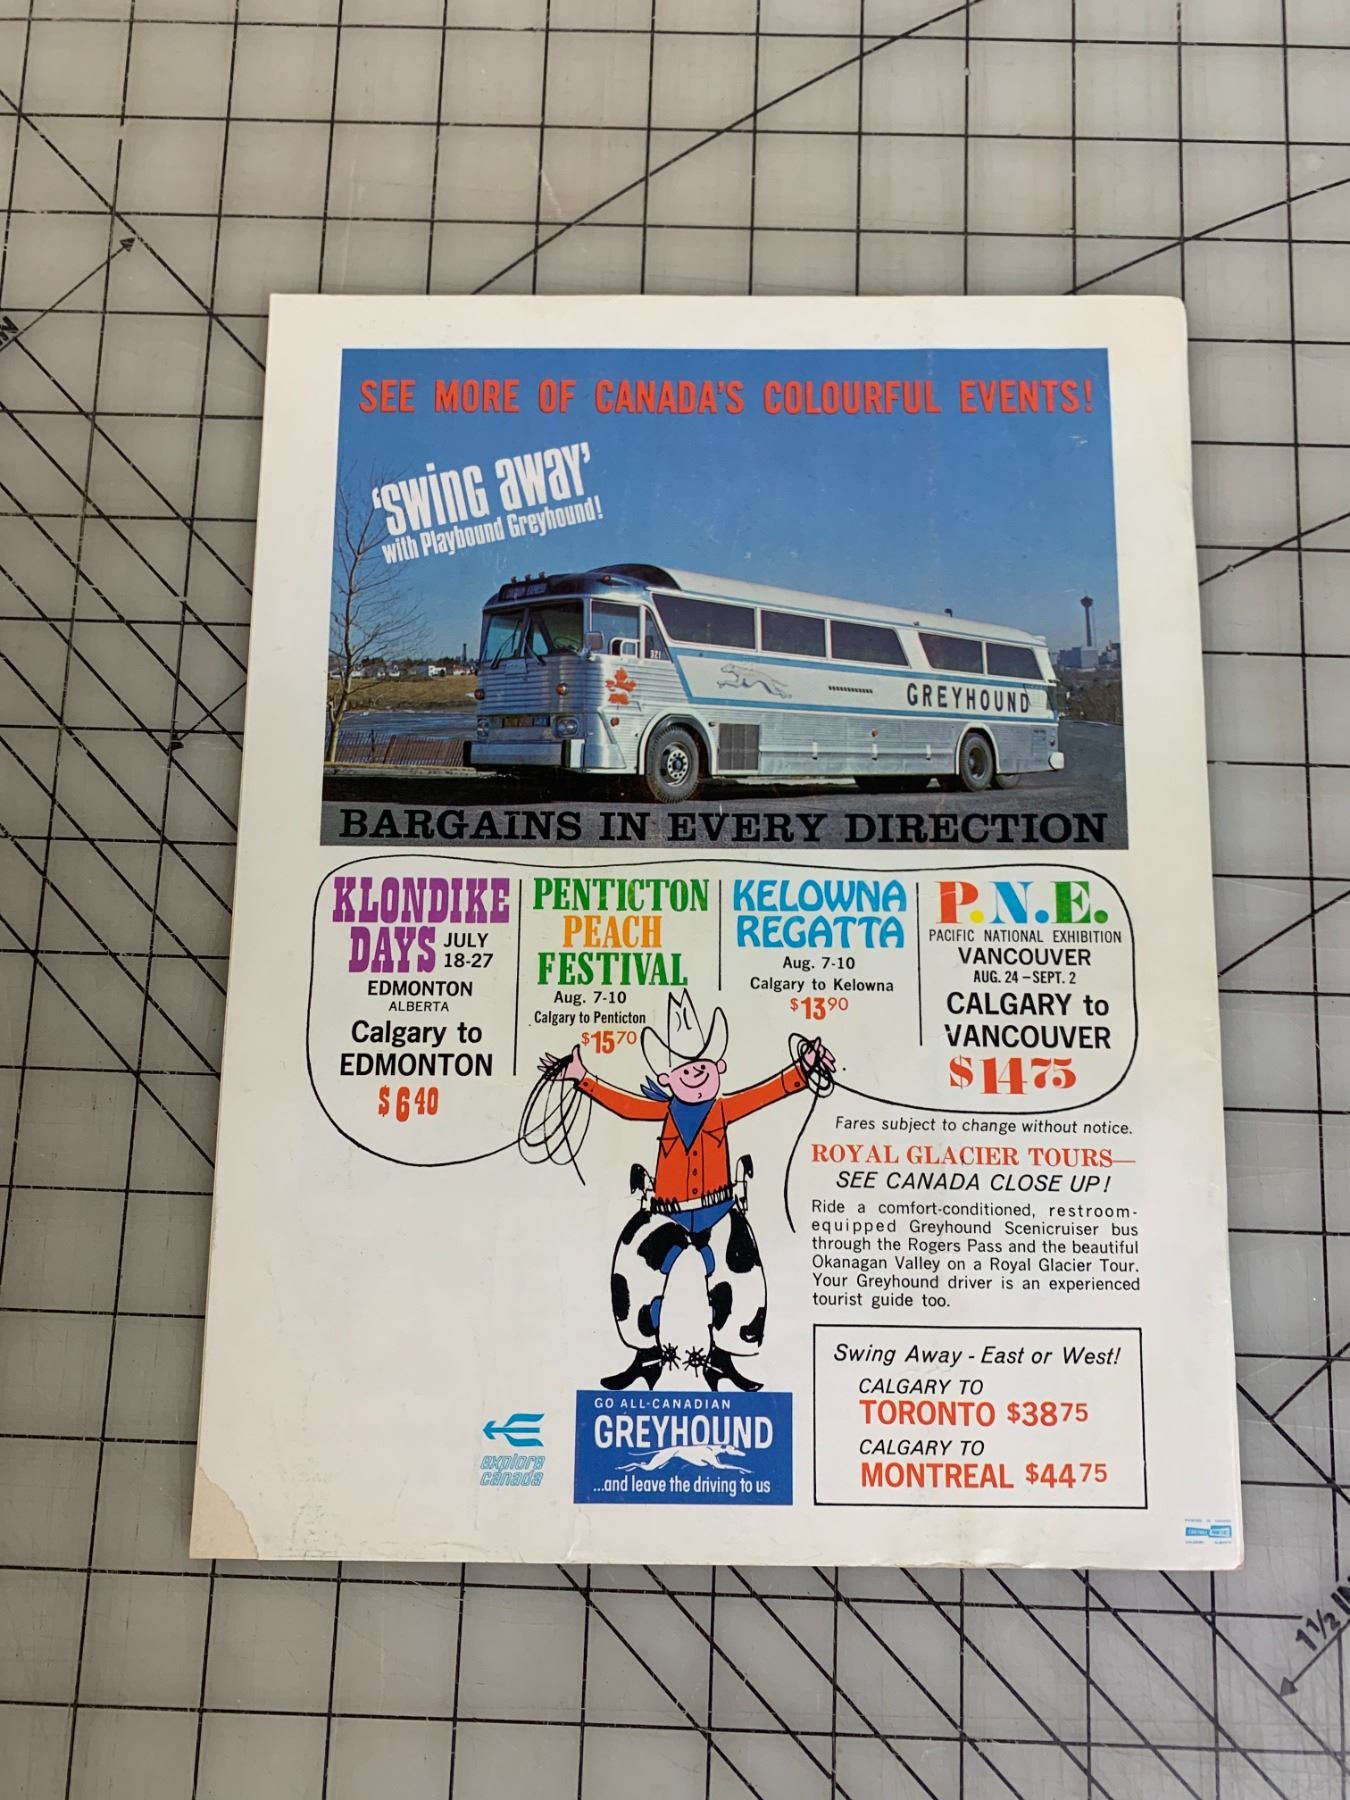 SEE MORE OF CANADA'S COLOURFUL EVENTS!
'swing away'
with Playbound Greyhound!
321
GREYHOUND
BARGAINS IN EVERY DIRECTION
KLONDIKE
DAYS
JULY
18-27
EDMONTON
ALBERTA
Calgary to
EDMONTON
$640
PENTICTON
PEACH
FESTIVAL
Aug. 7-10
Calgary to Penticton
$1570
KELOWNA
REGATTA
Aug. 7-10
Calgary to Kelowna
$1390
P.N.E.
PACIFIC NATIONAL EXHIBITION
VANCOUVER
AUG. 24-SEPT. 2
CALGARY to
VANCOUVER
$1475
Fares subject to change without notice.
ROYAL GLACIER TOURS—
SEE CANADA CLOSE UP!
Ride a comfort-conditioned, restroom-
equipped Greyhound Scenicruiser bus
through the Rogers Pass and the beautiful
Okanagan Valley on a Royal Glacier Tour.
Your Greyhound driver is an experienced
tourist guide too.
Swing Away - East or West!
CALGARY TO
TORONTO $3875
CALGARY TO
MONTREAL $4475
explore
canada
GO ALL-CANADIAN
GREYHOUND
...and leave the driving to us
1 1/2 IN